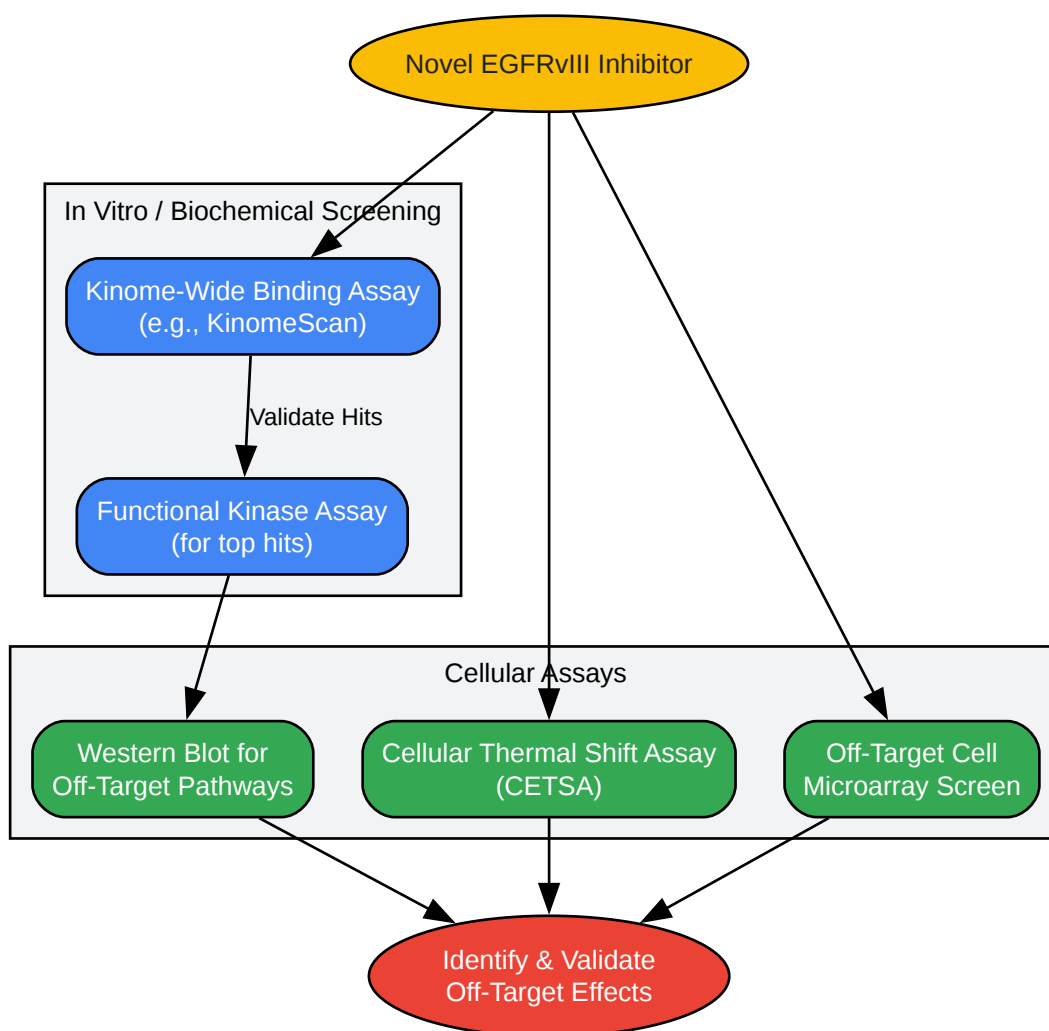 Novel EGFRvIII Inhibitor
In Vitro / Biochemical Screening
Kinome-Wide Binding Assay
(e.g., KinomeScan)
Validate Hits
Functional Kinase Assay
(for top hits)
Cellular Assays
Western Blot for
Off-Target Pathways
Cellular Thermal Shift Assay
(CETSA)
Off-Target Cell
Microarray Screen
Identify & Validate
Off-Target Effects